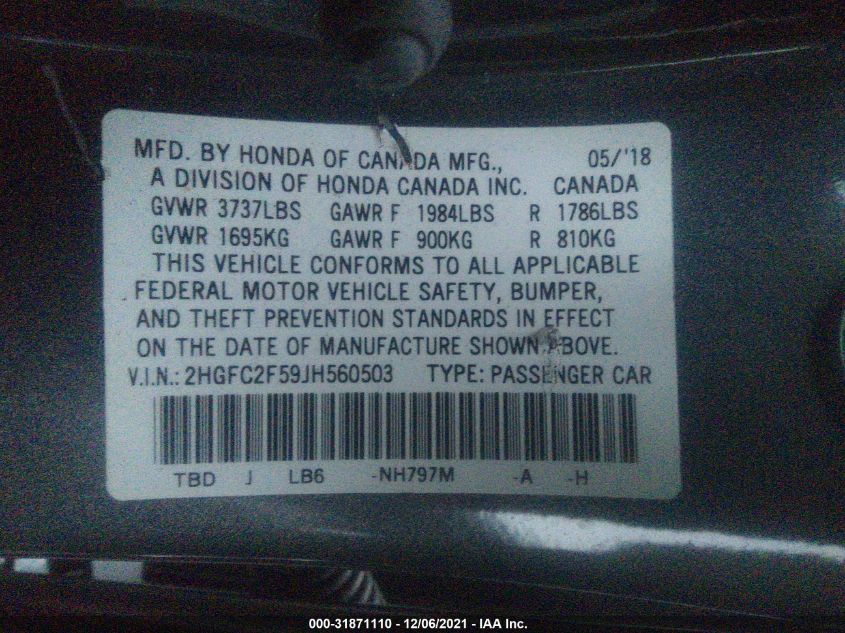 MFD. BY HONDA OF CANADA MFG., 05/'18
A DIVISION OF HONDA CANADA INC. CANADA
GVWR 3737LBS GAWR F 1984LBS R 1786LBS
GVWR 1695KG GAWR F 900KG R 810KG
THIS VEHICLE CONFORMS TO ALL APPLICABLE
FEDERAL MOTOR VEHICLE SAFETY, BUMPER,
AND THEFT PREVENTION STANDARDS IN EFFECT
ON THE DATE OF MANUFACTURE SHOWN ABOVE.
V.I.N.: 2HGFC2F59JH560503 TYPE: PASSENGER CAR
TBD J LB6 -NH797M -A -H
000-31871110 - 12/06/2021 - IAA Inc.